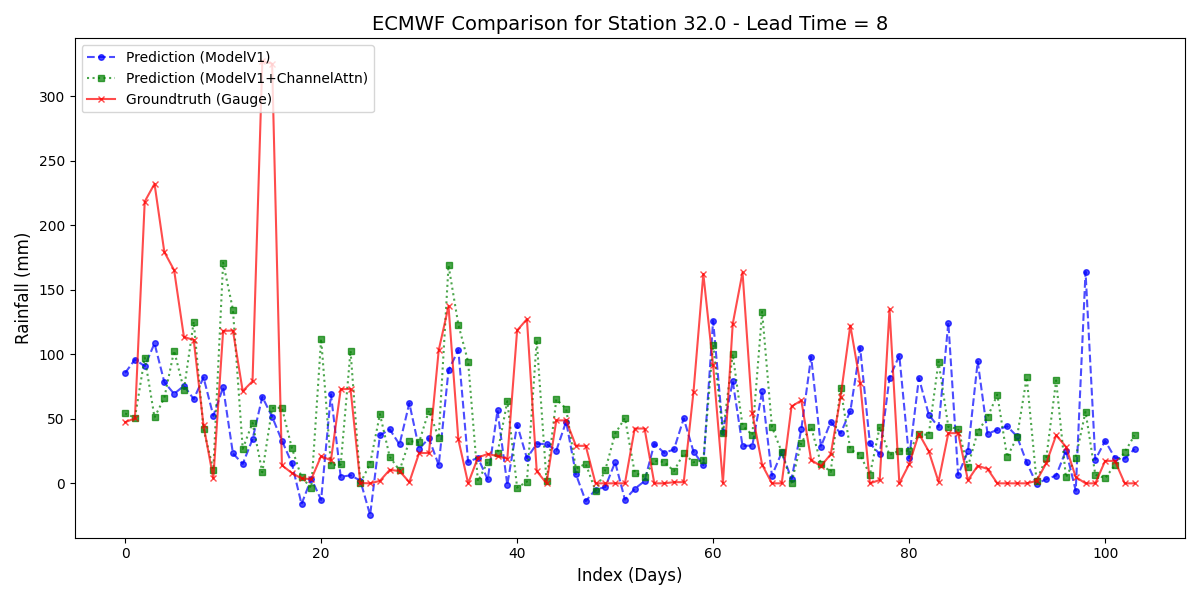 ECMWF Comparison for Station 32.0 - Lead Time = 8
Prediction (ModelV1)
Prediction (ModelV1+ChannelAttn)
Groundtruth (Gauge)
Rainfall (mm)
300
250
200
150
100
50
0
0 20 40 60 80 100
Index (Days)